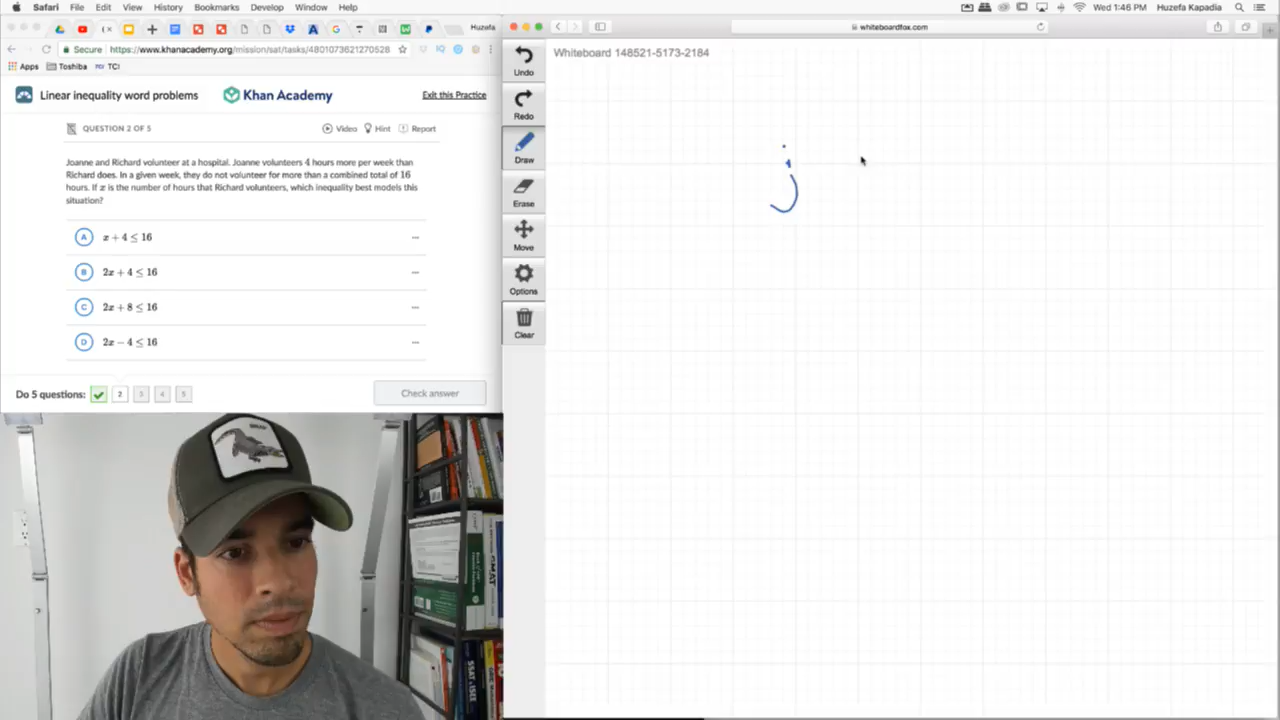 Safari File Edit View History Bookmarks Develop Window Help
Wed 1:46 PM Huzefa Kapadia
Huzefa
whiteboardfox.com
Secure https://www.khanacademy.org/mission/sat/tasks/4801073621270528
Apps Toshiba TC!
Whiteboard 148521-5173-2184
Linear inequality word problems Khan Academy Exit this Practice
QUESTION 2 OF 5 Video Hint Report
Joanne and Richard volunteer at a hospital. Joanne volunteers 4 hours more per week than
Richard does. In a given week, they do not volunteer for more than a combined total of 16
hours. If x is the number of hours that Richard volunteers, which inequality best models this
situation?
A x + 4 ≤ 16
B 2x + 4 ≤ 16
C 2x + 8 ≤ 16
D 2x − 4 ≤ 16
Do 5 questions: 2 3 4 5 Check answer
Undo
Redo
Draw
Erase
Move
Options
Clear
j
GMAT
SSAT & ISEE